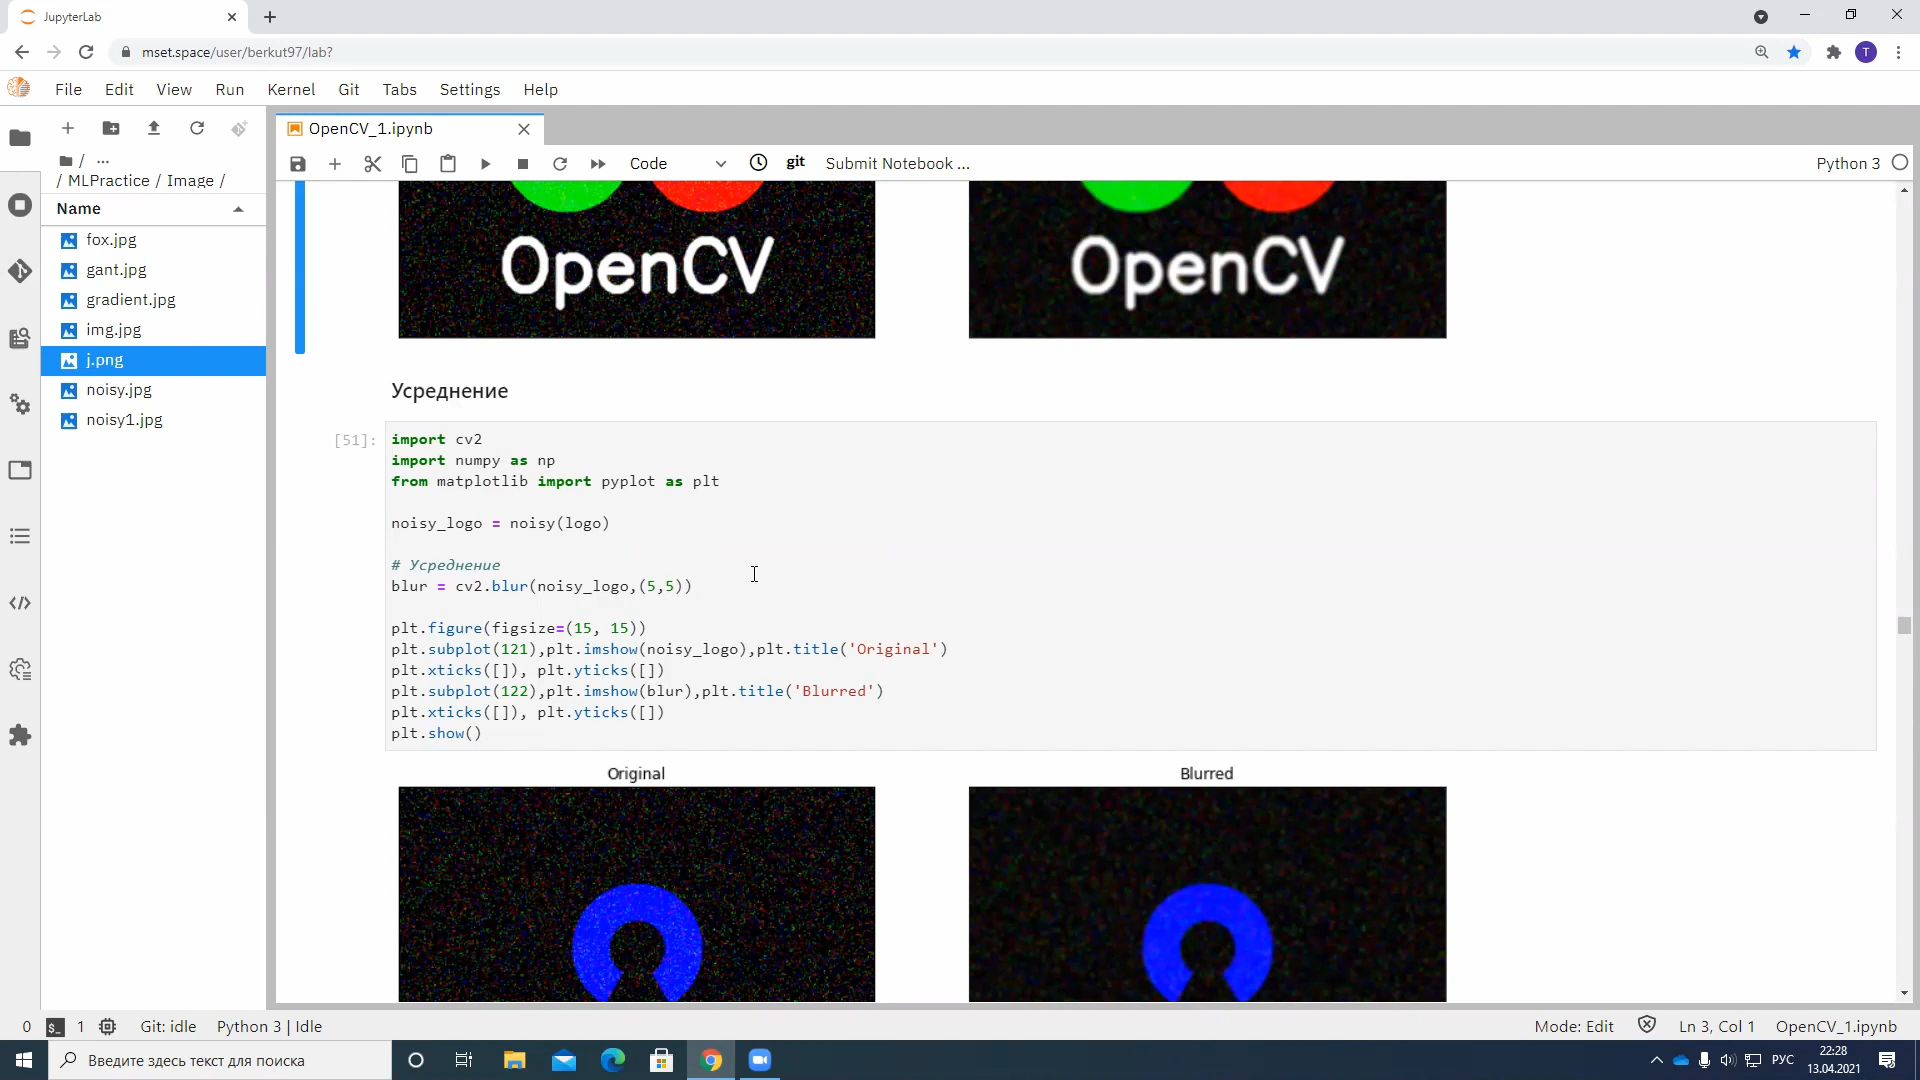 JupyterLab
mset.space/user/berkut97/lab?
T
File Edit View Run Kernel Git Tabs Settings Help
OpenCV_1.ipynb
/ ...
/ MLPractice / Image /
Code
git
Submit Notebook ...
Python 3
Name
fox.jpg
gant.jpg
gradient.jpg
img.jpg
j.png
noisy.jpg
noisy1.jpg
OpenCV
OpenCV
Усреднение
[51]:
import cv2
import numpy as np
from matplotlib import pyplot as plt
noisy_logo = noisy(logo)
# Усреднение
blur = cv2.blur(noisy_logo,(5,5))
plt.figure(figsize=(15, 15))
plt.subplot(121),plt.imshow(noisy_logo),plt.title('Original')
plt.xticks([]), plt.yticks([])
plt.subplot(122),plt.imshow(blur),plt.title('Blurred')
plt.xticks([]), plt.yticks([])
plt.show()
Original
Blurred
0 $_ 1 Git: idle Python 3 | Idle
Mode: Edit Ln 3, Col 1 OpenCV_1.ipynb
Введите здесь текст для поиска
РУС
22:28
13.04.2021